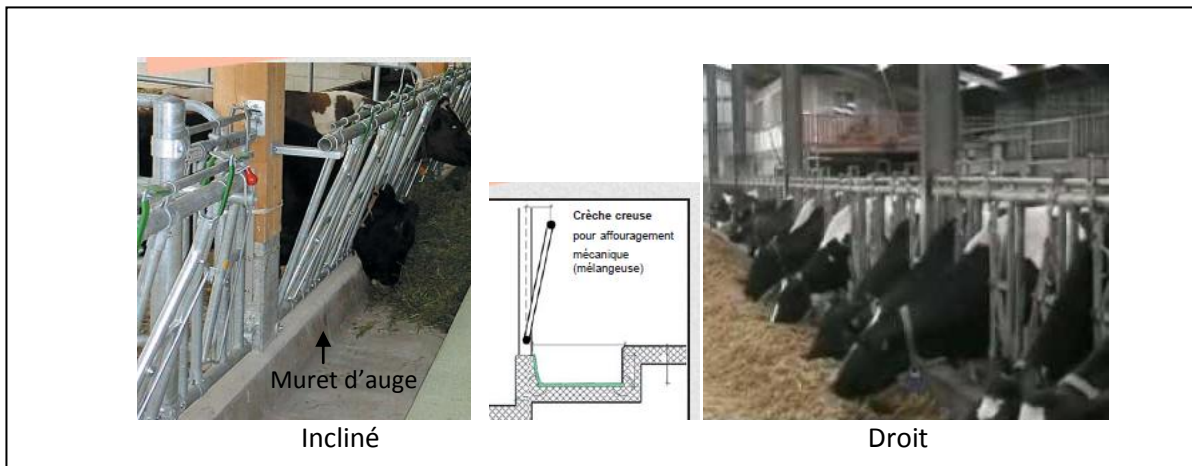 Crèche creuse
pour affouragement
mécanique
(mélangeuse)
Muret d’auge
Incliné
Droit